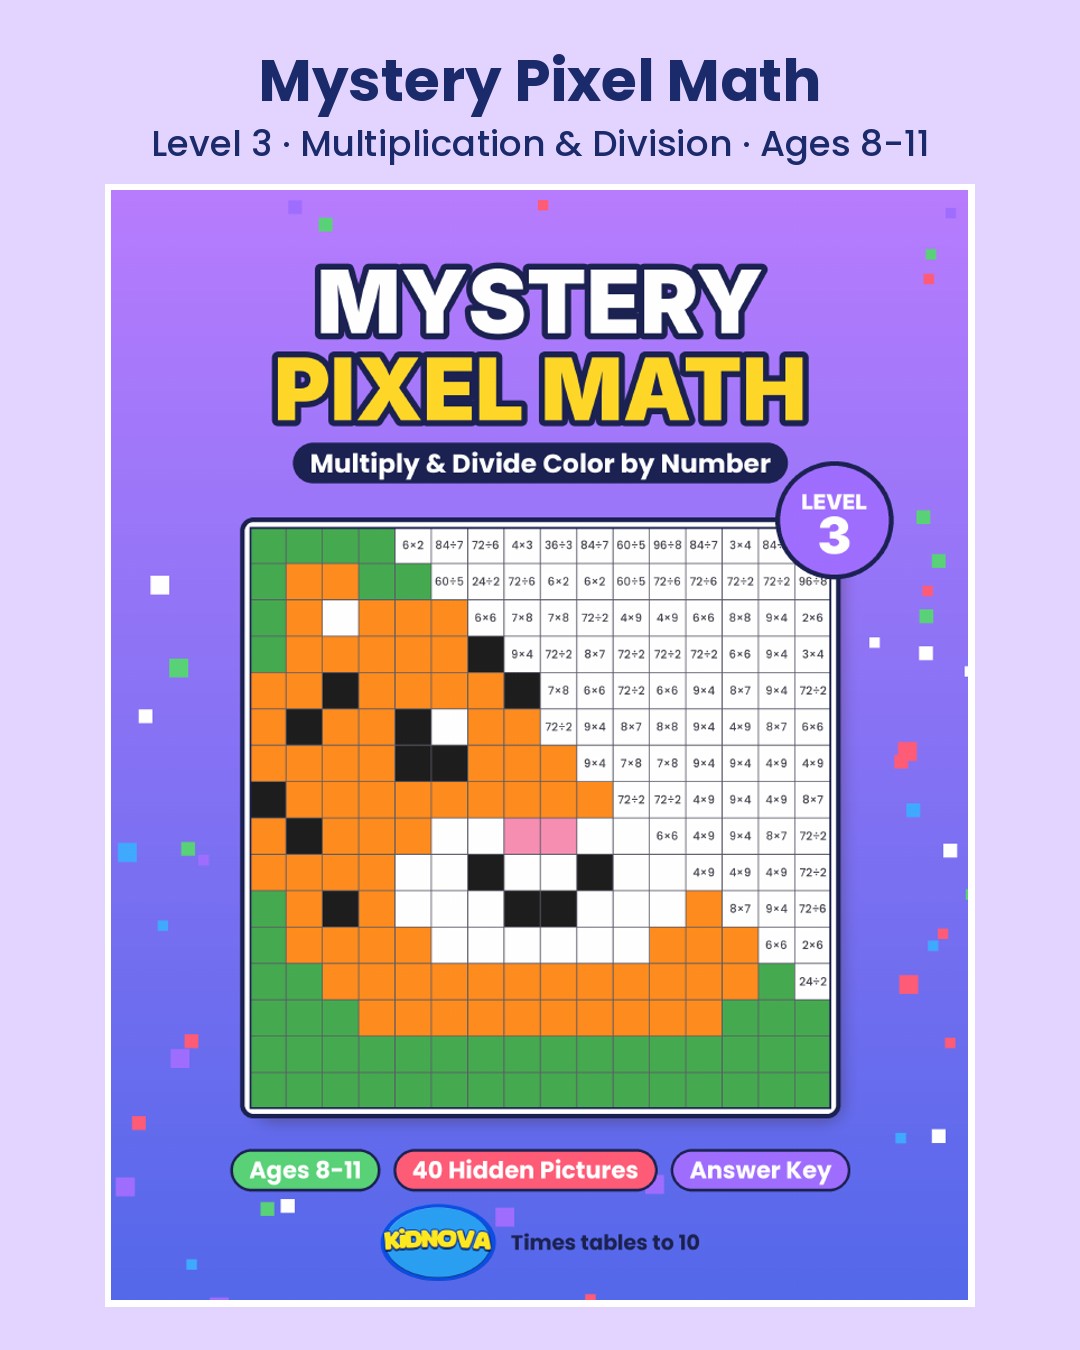 Mystery Pixel Math
Level 3 · Multiplication & Division · Ages 8-11
MYSTERY
PIXEL MATH
Multiply & Divide Color by Number
LEVEL
3
6×2 84÷7 72÷6 4×3 36÷3 84÷7 60÷5 96÷8 84÷7 3×4
60÷5 24÷2 72÷6 6×2 6×2 60÷5 72÷6 72÷6 72÷2 72÷2 96÷8
6×6 7×8 7×8 72÷2 4×9 4×9 6×6 8×8 9×4 2×6
9×4 72÷2 8×7 72÷2 72÷2 72÷2 6×6 9×4 3×4
7×8 6×6 72÷2 6×6 9×4 8×7 9×4 72÷2
72÷2 9×4 8×7 8×8 9×4 4×9 8×7 6×6
9×4 7×8 7×8 9×4 9×4 4×9 4×9
72÷2 72÷2 4×9 9×4 4×9 8×7
6×6 4×9 9×4 8×7 72÷2
4×9 4×9 4×9 72÷2
8×7 9×4 72÷6
6×6 2×6
24÷2
Ages 8-11
40 Hidden Pictures
Answer Key
KiDNOVA
Times tables to 10